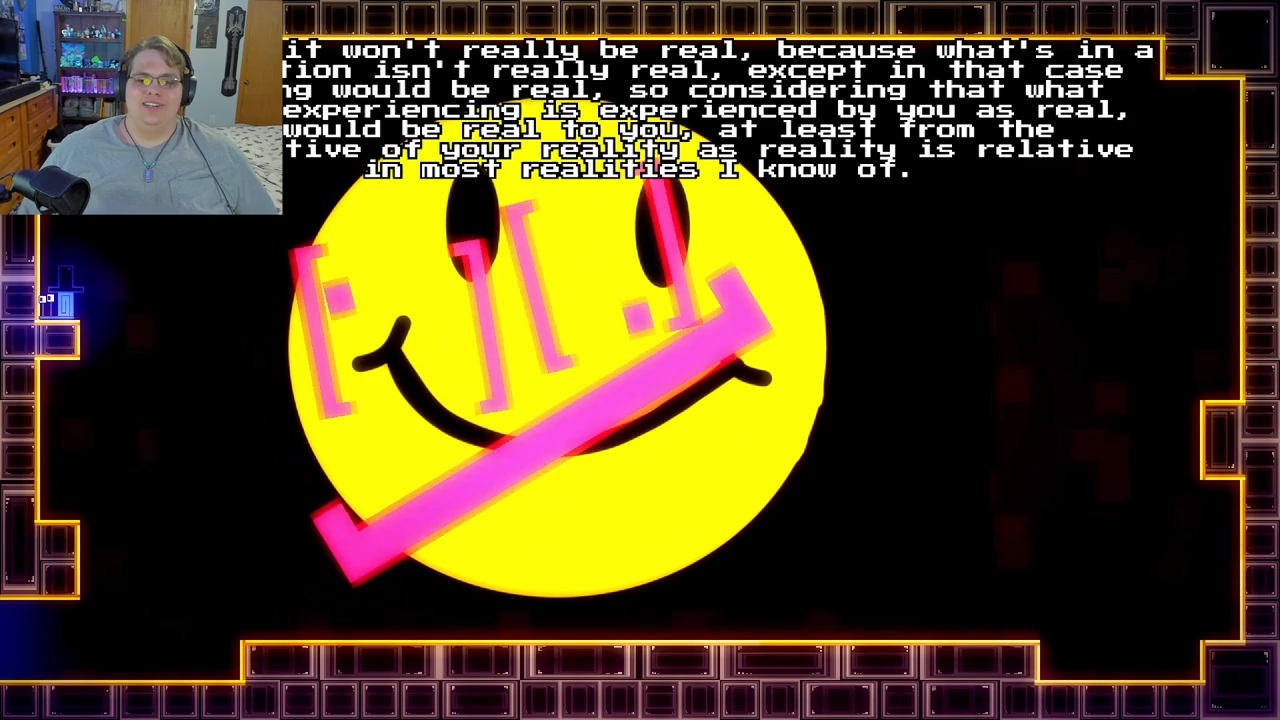 it won't really be real, because what's in a
tion isn't really real, except in that case
ng would be real, so considering that what
experiencing is experienced by you as real,
would be real to you, at least from the
tive of your reality as reality is relative
in most realities I know of.